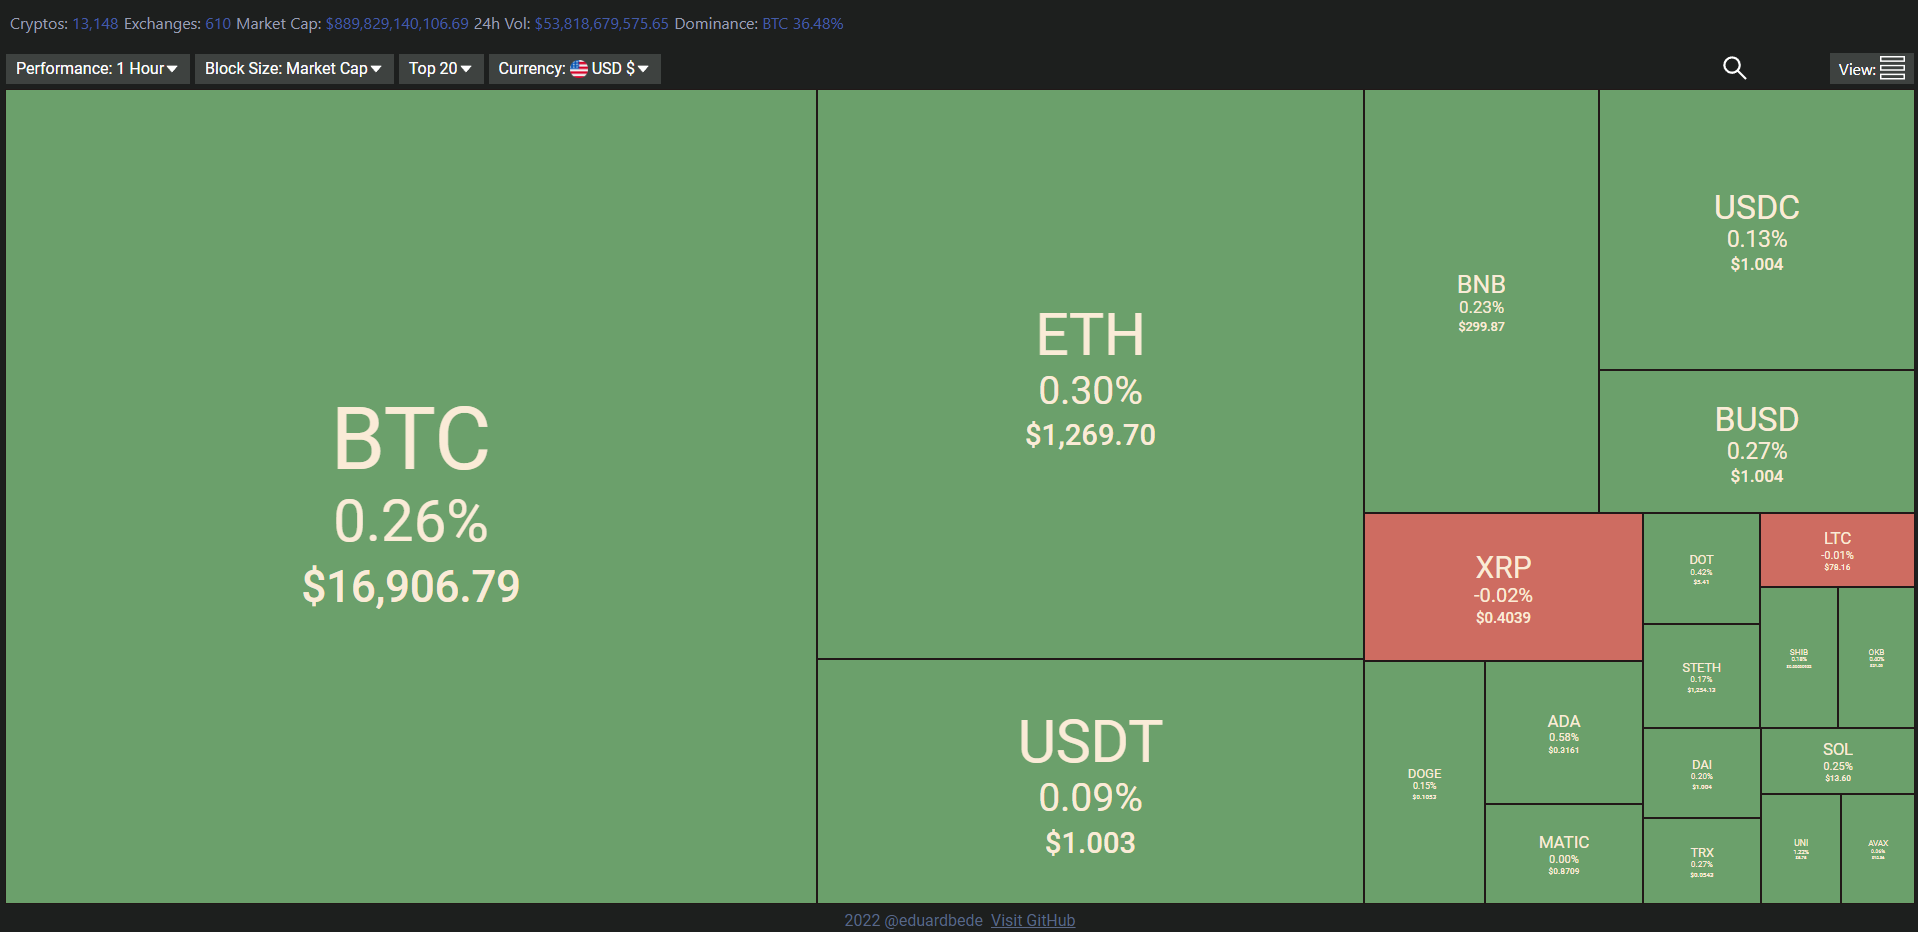 Cryptos: 13,148 Exchanges: 610 Market Cap: $889,829,140,106.69 24h Vol: $53,818,679,575.65 Dominance: BTC 36.48%
Performance: 1 Hour
Block Size: Market Cap
Top 20
Currency: USD $
View:
BTC
0.26%
$16,906.79
ETH
0.30%
$1,269.70
USDT
0.09%
$1.003
BNB
0.23%
$299.87
USDC
0.13%
$1.004
BUSD
0.27%
$1.004
XRP
-0.02%
$0.4039
DOGE
0.15%
$0.1053
ADA
0.58%
$0.3161
MATIC
0.00%
$0.8709
DOT
0.42%
$5.41
STETH
0.17%
$1,254.13
DAI
0.20%
$1.004
TRX
0.27%
$0.0543
LTC
-0.01%
$78.16
SHIB
0.18%
OKB
SOL
0.25%
$13.60
UNI
1.22%
AVAX
2022 @eduardbede Visit GitHub